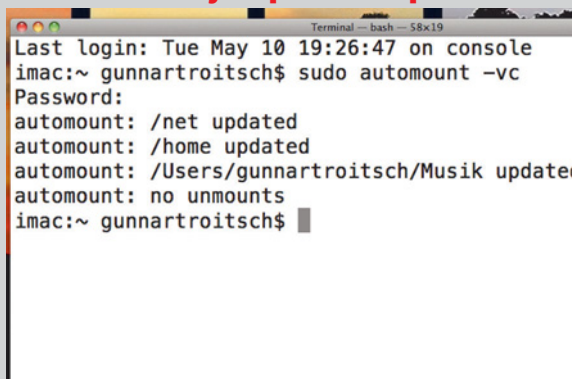 Terminal — bash — 58×19
Last login: Tue May 10 19:26:47 on console
imac:~ gunnartroitsch$ sudo automount -vc
Password:
automount: /net updated
automount: /home updated
automount: /Users/gunnartroitsch/Musik updated
automount: no unmounts
imac:~ gunnartroitsch$